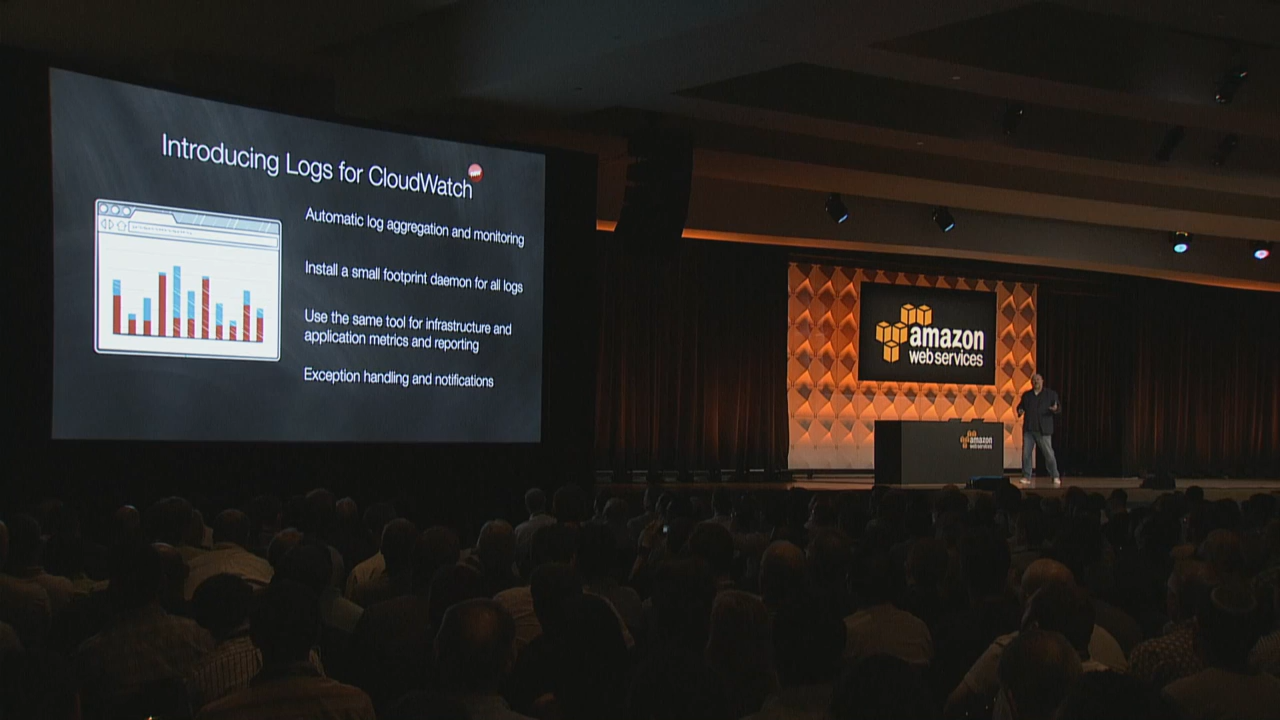 Introducing Logs for CloudWatch
Automatic log aggregation and monitoring
Install a small footprint daemon for all logs
Use the same tool for infrastructure and
application metrics and reporting
Exception handling and notifications
amazon
web services
amazon
web services